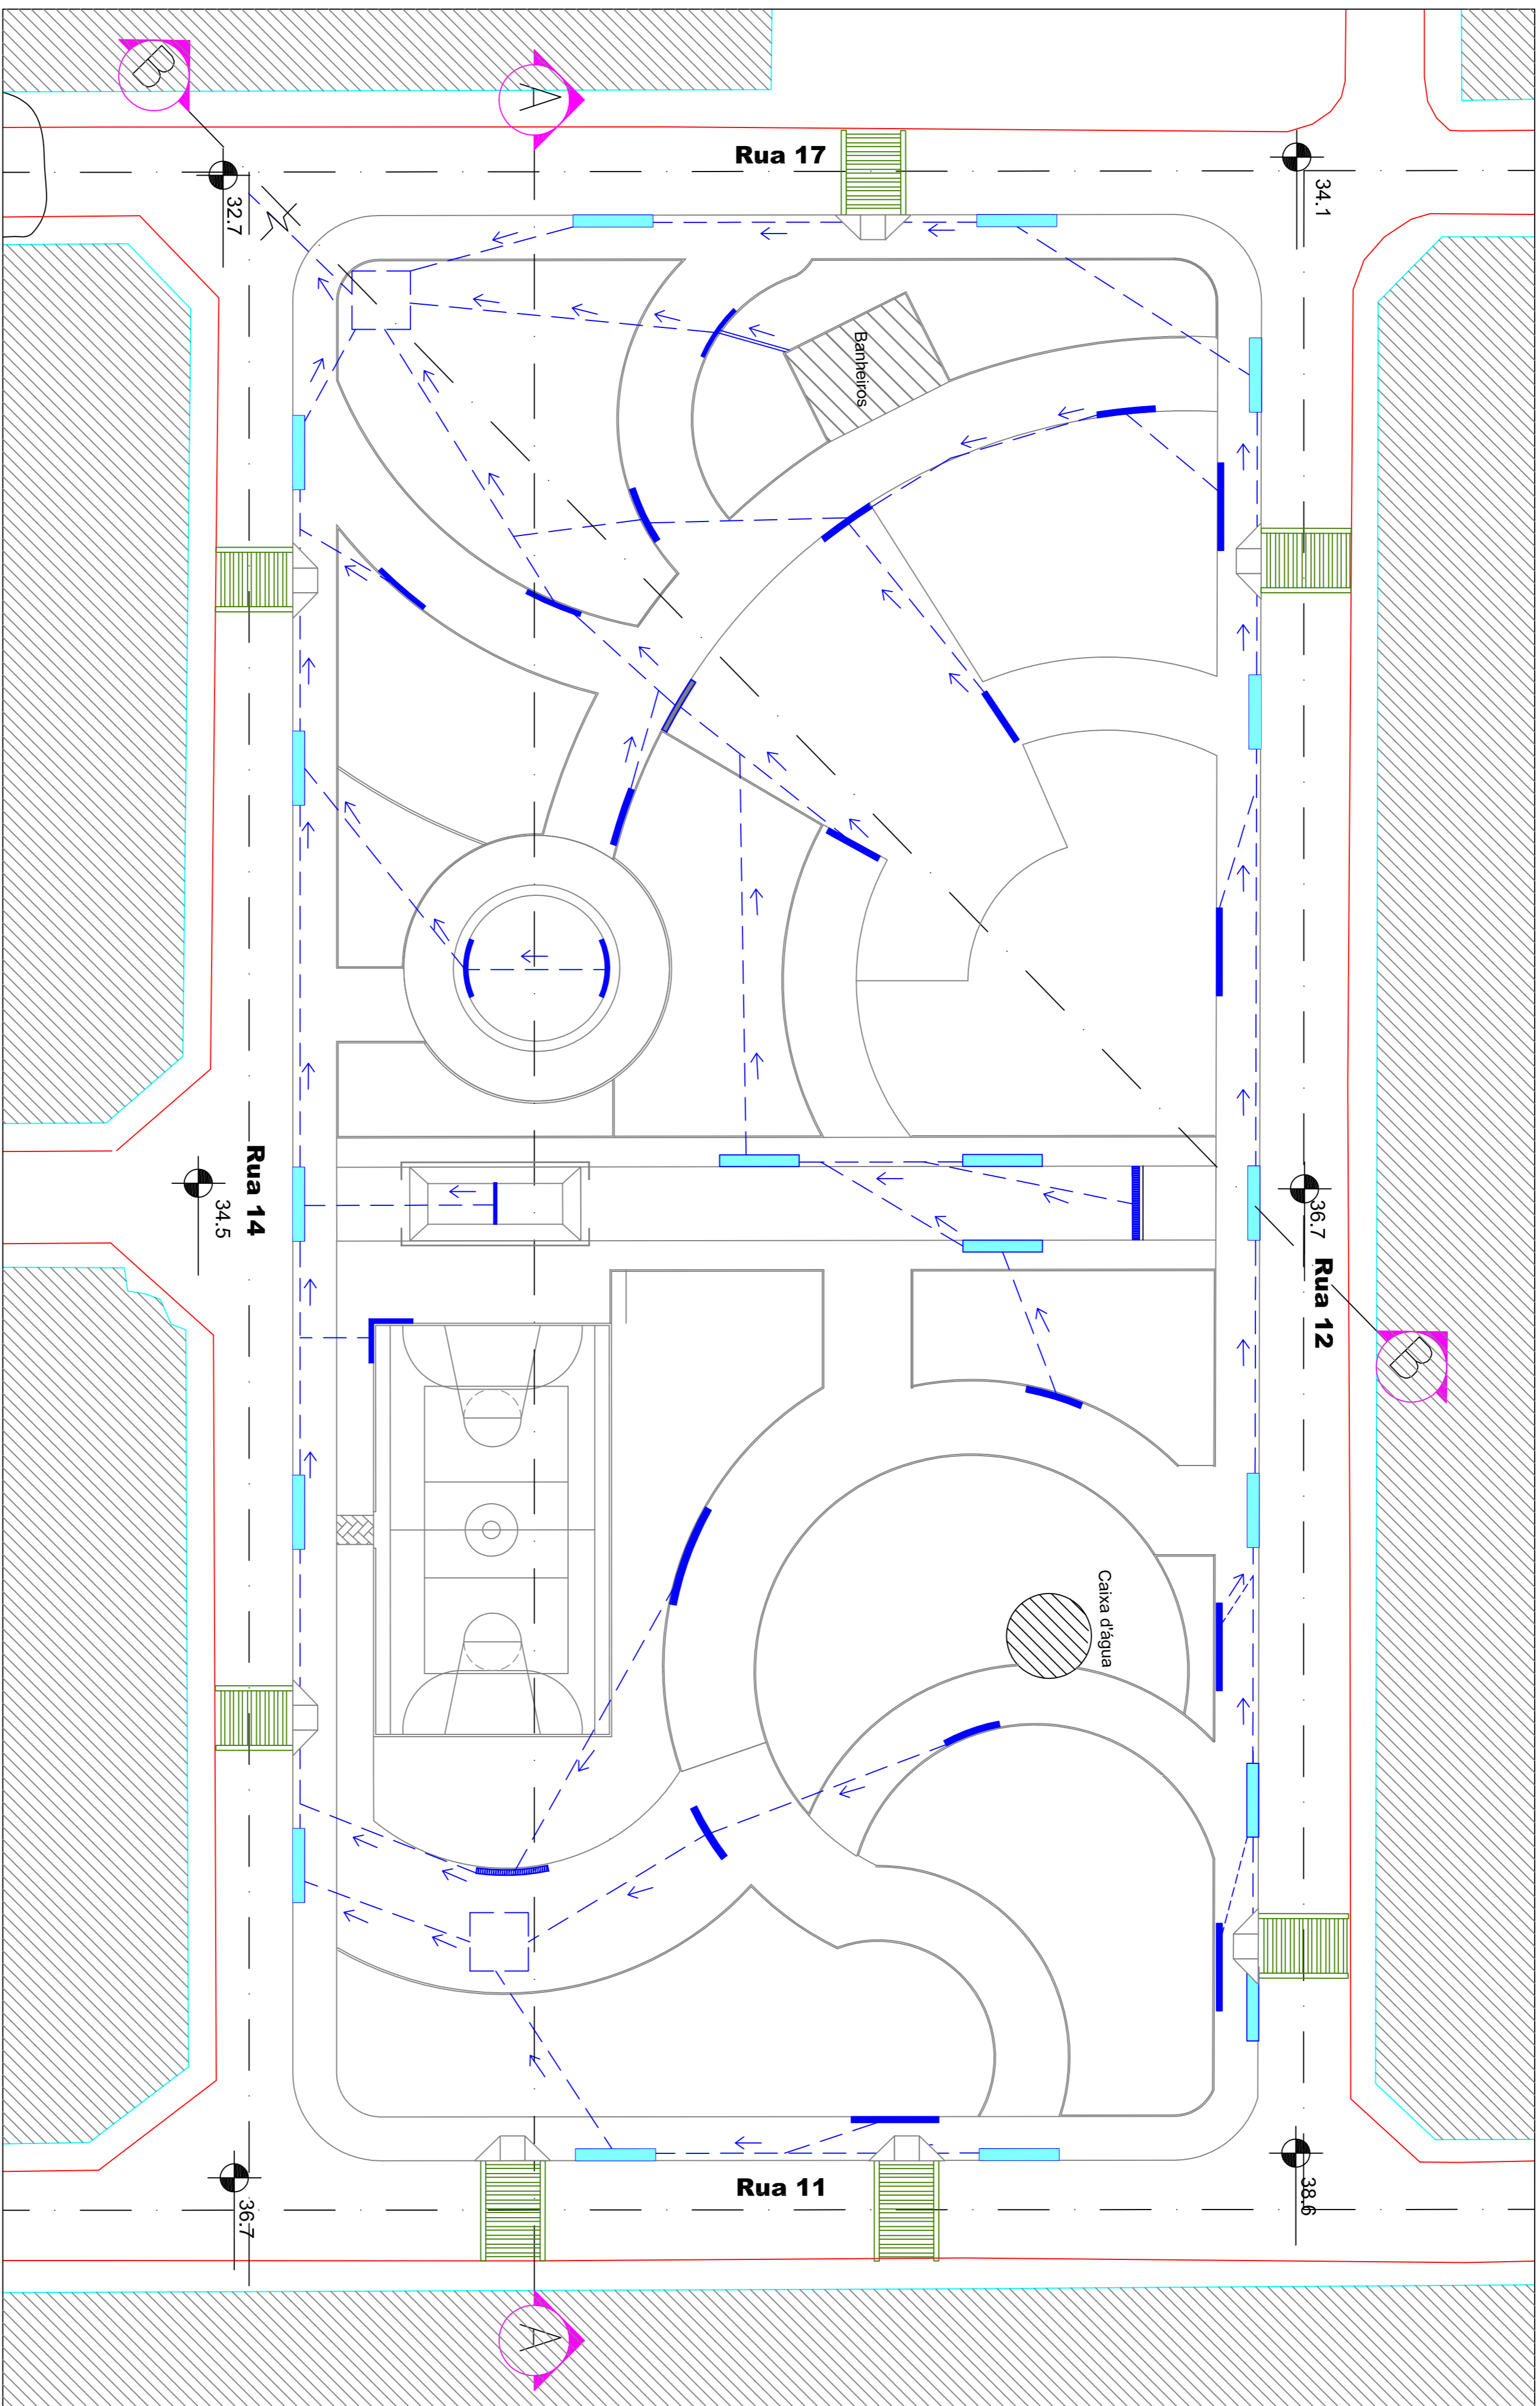 B
A
Rua 17
34.1
32.7
Banheiros
Rua 14
34.5
36.7
Rua 12
B
Caixa d'água
Rua 11
38.6
36.7
A